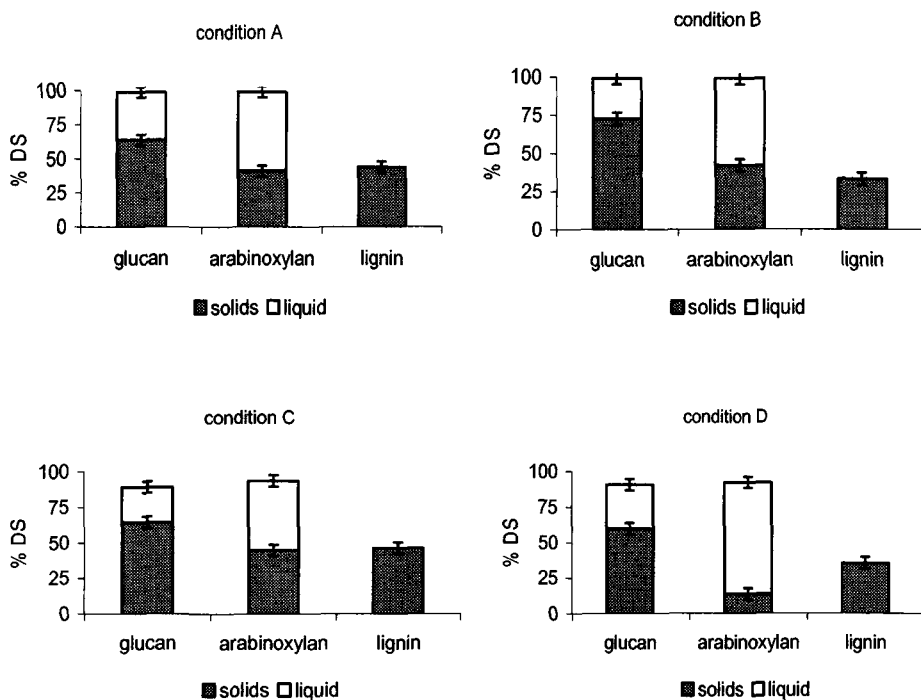 condition A
% DS
100
75
50
25
0
glucan arabinoxylan lignin
solids liquid
condition B
% DS
100
75
50
25
0
glucan arabinoxylan lignin
solids liquid
condition C
% DS
100
75
50
25
0
glucan arabinoxylan lignin
solids liquid
condition D
% DS
100
75
50
25
0
glucan arabinoxylan lignin
solids liquid